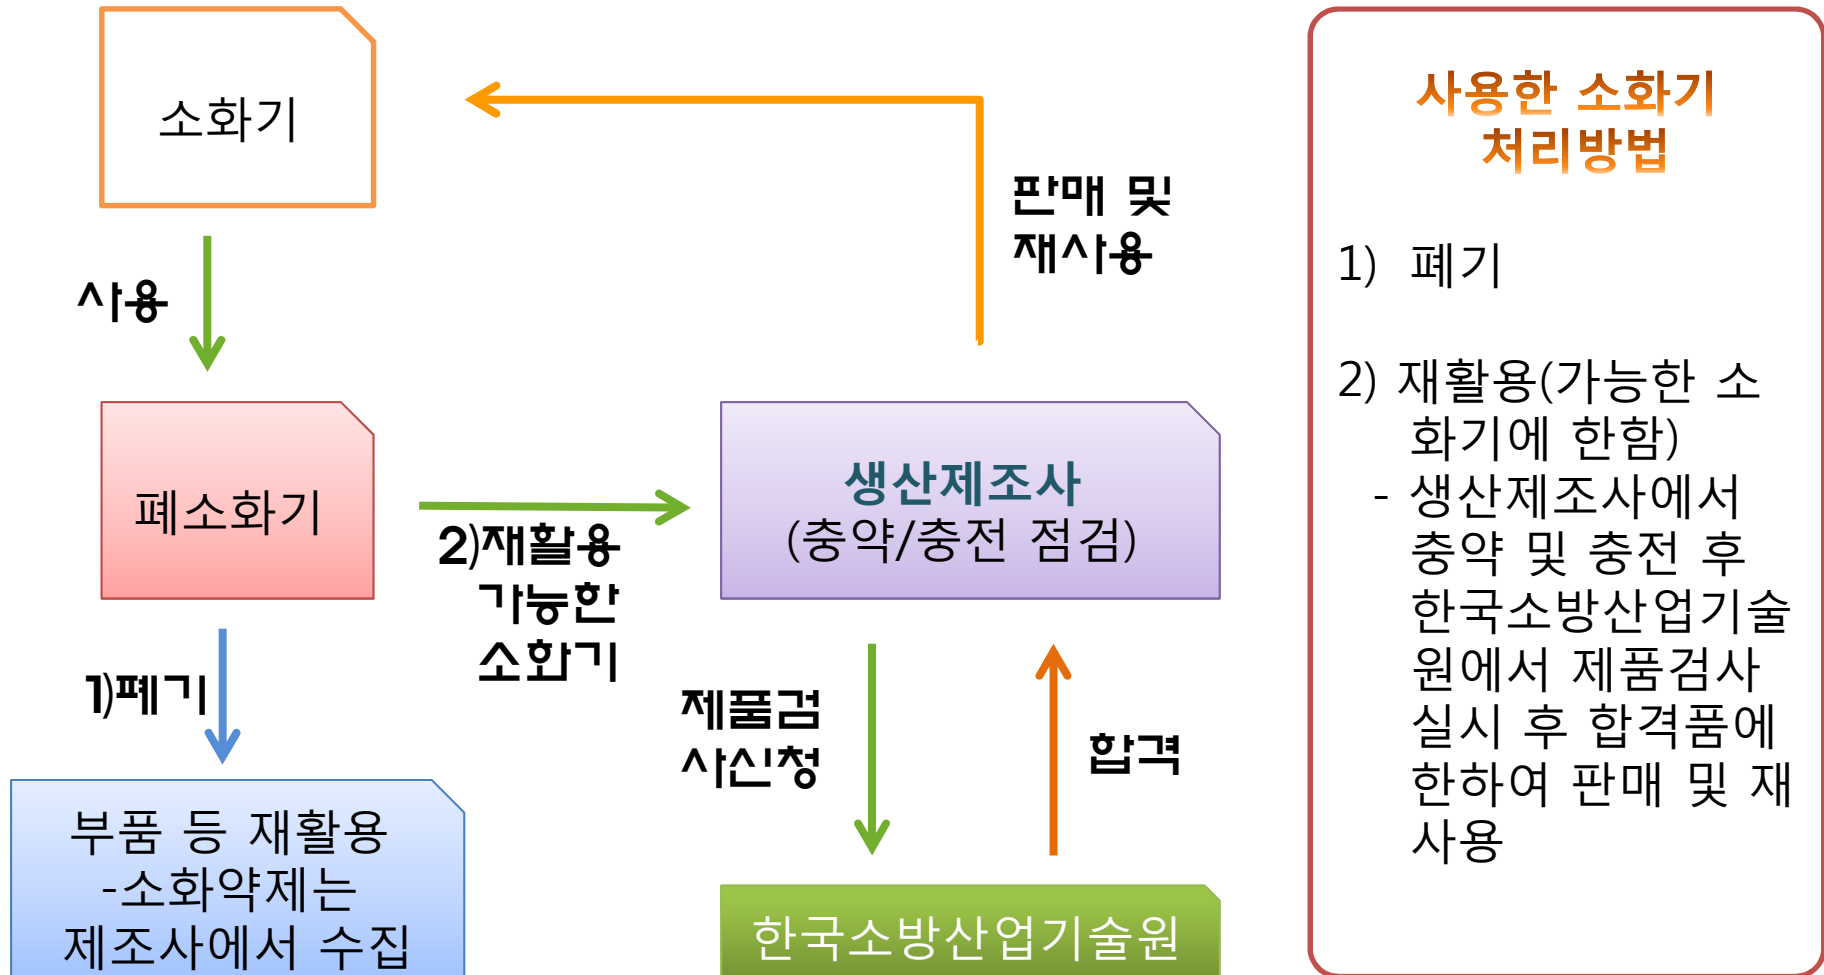 소화기
사용
판매 및
재사용
폐소화기
2)재활용
가능한
소화기
생산제조사
(충약/충전 점검)
1)폐기
제품검
사신청
합격
부품 등 재활용
-소화약제는
제조사에서 수집
한국소방산업기술원
사용한 소화기
처리방법
1) 폐기
2) 재활용(가능한 소
화기에 한함)
- 생산제조사에서
충약 및 충전 후
한국소방산업기술
원에서 제품검사
실시 후 합격품에
한하여 판매 및 재
사용